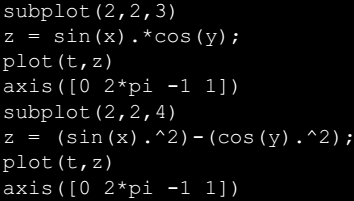 subplot(2,2,3)
z = sin(x).*cos(y);
plot(t,z)
axis([0 2*pi -1 1])
subplot(2,2,4)
z = (sin(x).^2)-(cos(y).^2);
plot(t,z)
axis([0 2*pi -1 1])